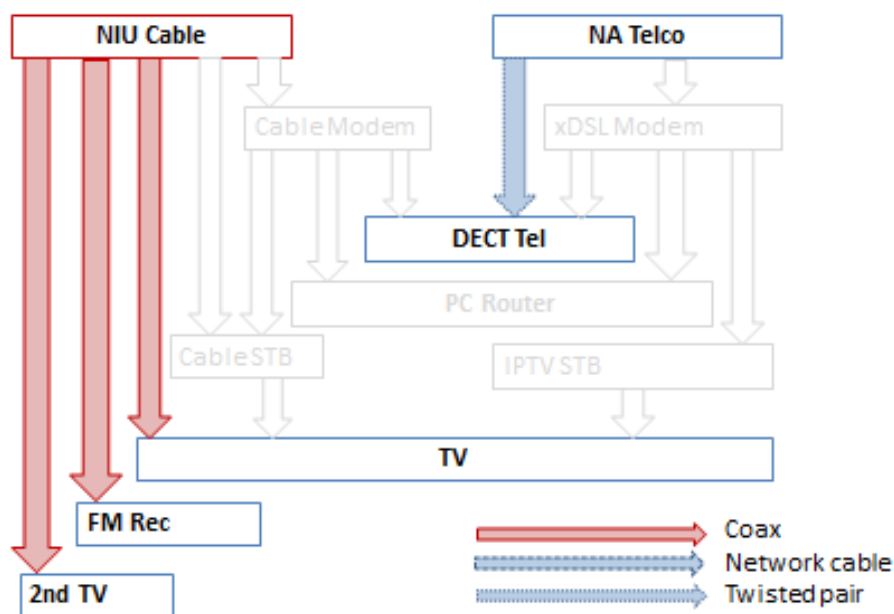 NIU Cable
NA Telco
Cable Modem
xDSL Modem
DECT Tel
PC Router
Cable STB
IPTV STB
TV
FM Rec
Coax
Network cable
2nd TV
Twisted pair